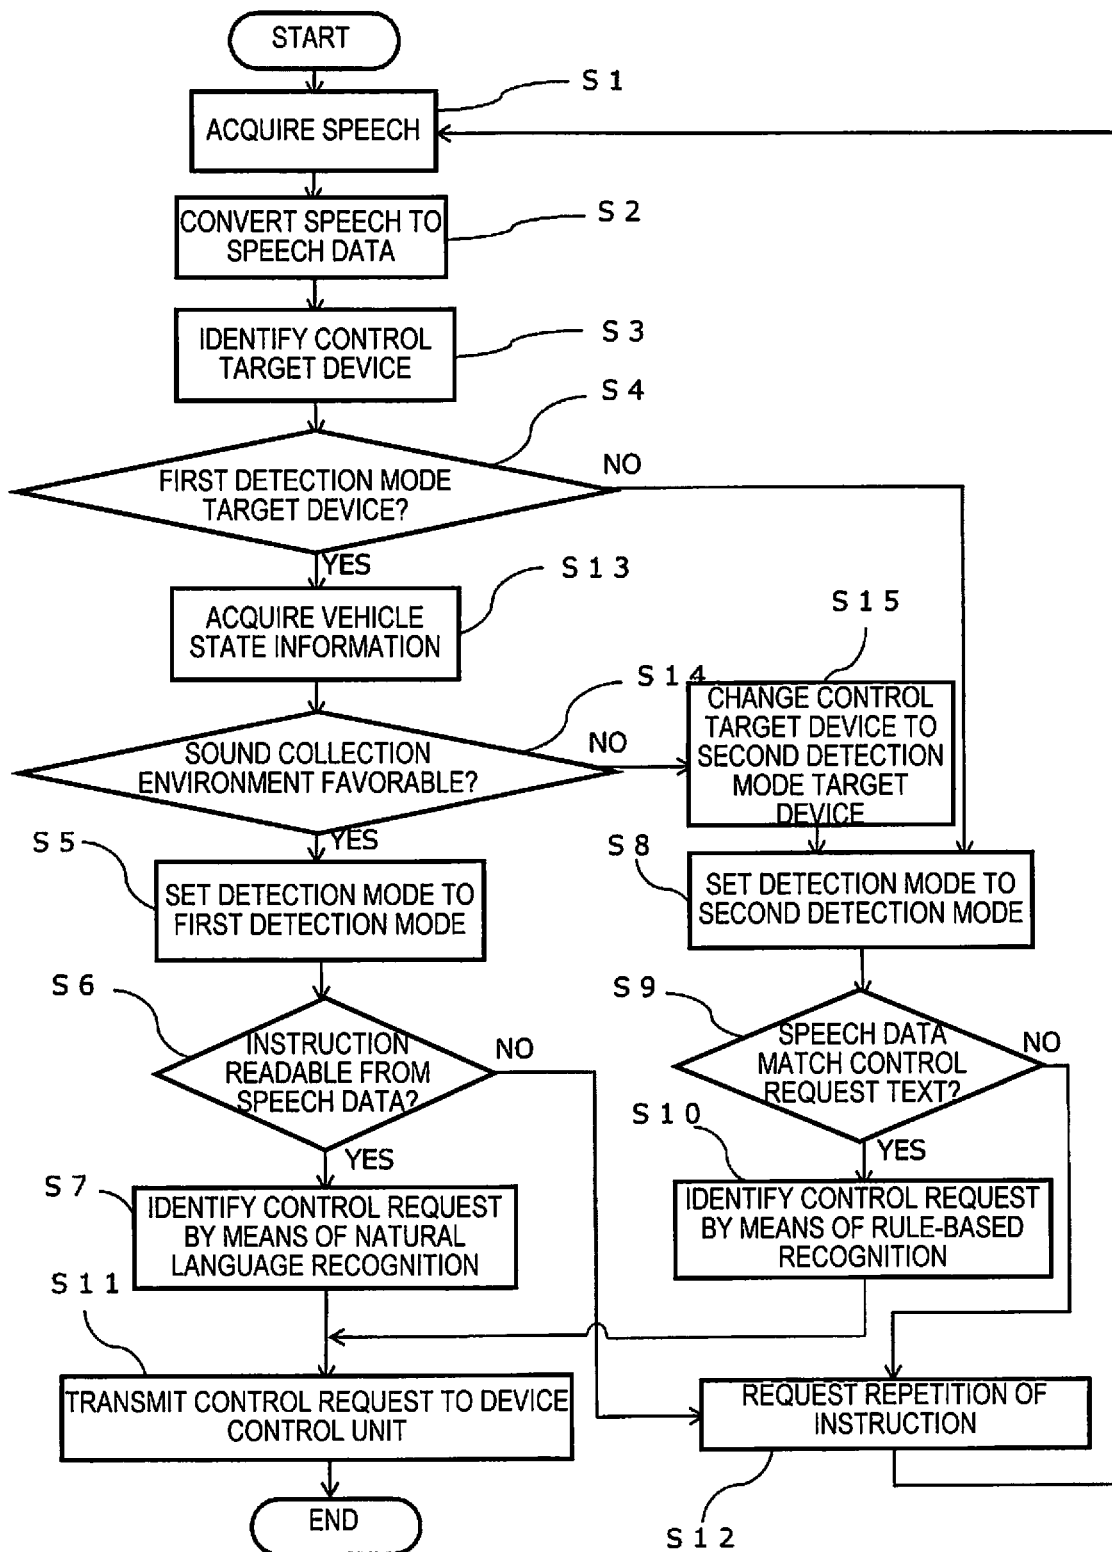 START
S 1
ACQUIRE SPEECH
S 2
CONVERT SPEECH TO
SPEECH DATA
S 3
IDENTIFY CONTROL
TARGET DEVICE
S 4
FIRST DETECTION MODE
TARGET DEVICE?
NO
YES
S 1 3
ACQUIRE VEHICLE
STATE INFORMATION
S 1 4
SOUND COLLECTION
ENVIRONMENT FAVORABLE?
NO
YES
S 1 5
CHANGE CONTROL
TARGET DEVICE TO
SECOND DETECTION
MODE TARGET
DEVICE
S 5
SET DETECTION MODE TO
FIRST DETECTION MODE
S 8
SET DETECTION MODE TO
SECOND DETECTION MODE
S 6
INSTRUCTION
READABLE FROM
SPEECH DATA?
NO
YES
S 9
SPEECH DATA
MATCH CONTROL
REQUEST TEXT?
NO
YES
S 7
IDENTIFY CONTROL REQUEST
BY MEANS OF NATURAL
LANGUAGE RECOGNITION
S 1 0
IDENTIFY CONTROL REQUEST
BY MEANS OF RULE-BASED
RECOGNITION
S 1 1
TRANSMIT CONTROL REQUEST TO DEVICE
CONTROL UNIT
REQUEST REPETITION OF
INSTRUCTION
S 1 2
END